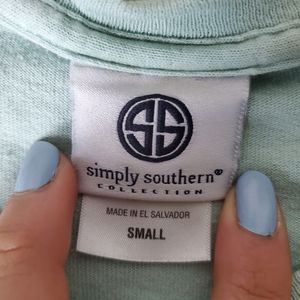 SS
simply southern®
COLLECTION
MADE IN EL SALVADOR
SMALL